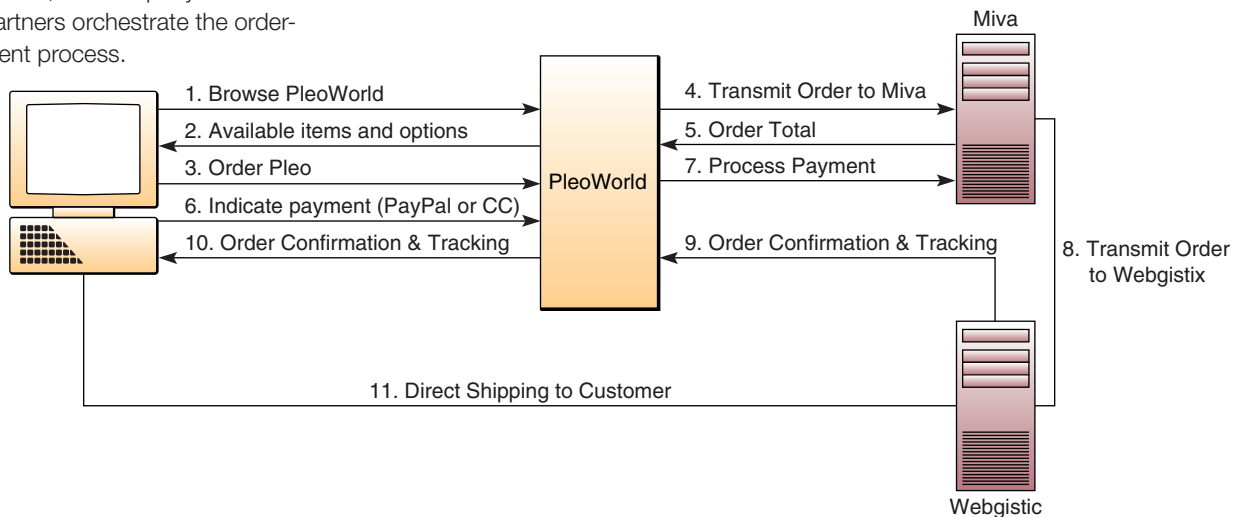 artners orchestrate the order-
ent process.
Miva
1. Browse PleoWorld
2. Available items and options
3. Order Pleo
6. Indicate payment (PayPal or CC)
10. Order Confirmation & Tracking
PleoWorld
4. Transmit Order to Miva
5. Order Total
7. Process Payment
9. Order Confirmation & Tracking
8. Transmit Order
to Webgistix
11. Direct Shipping to Customer
Webgistic